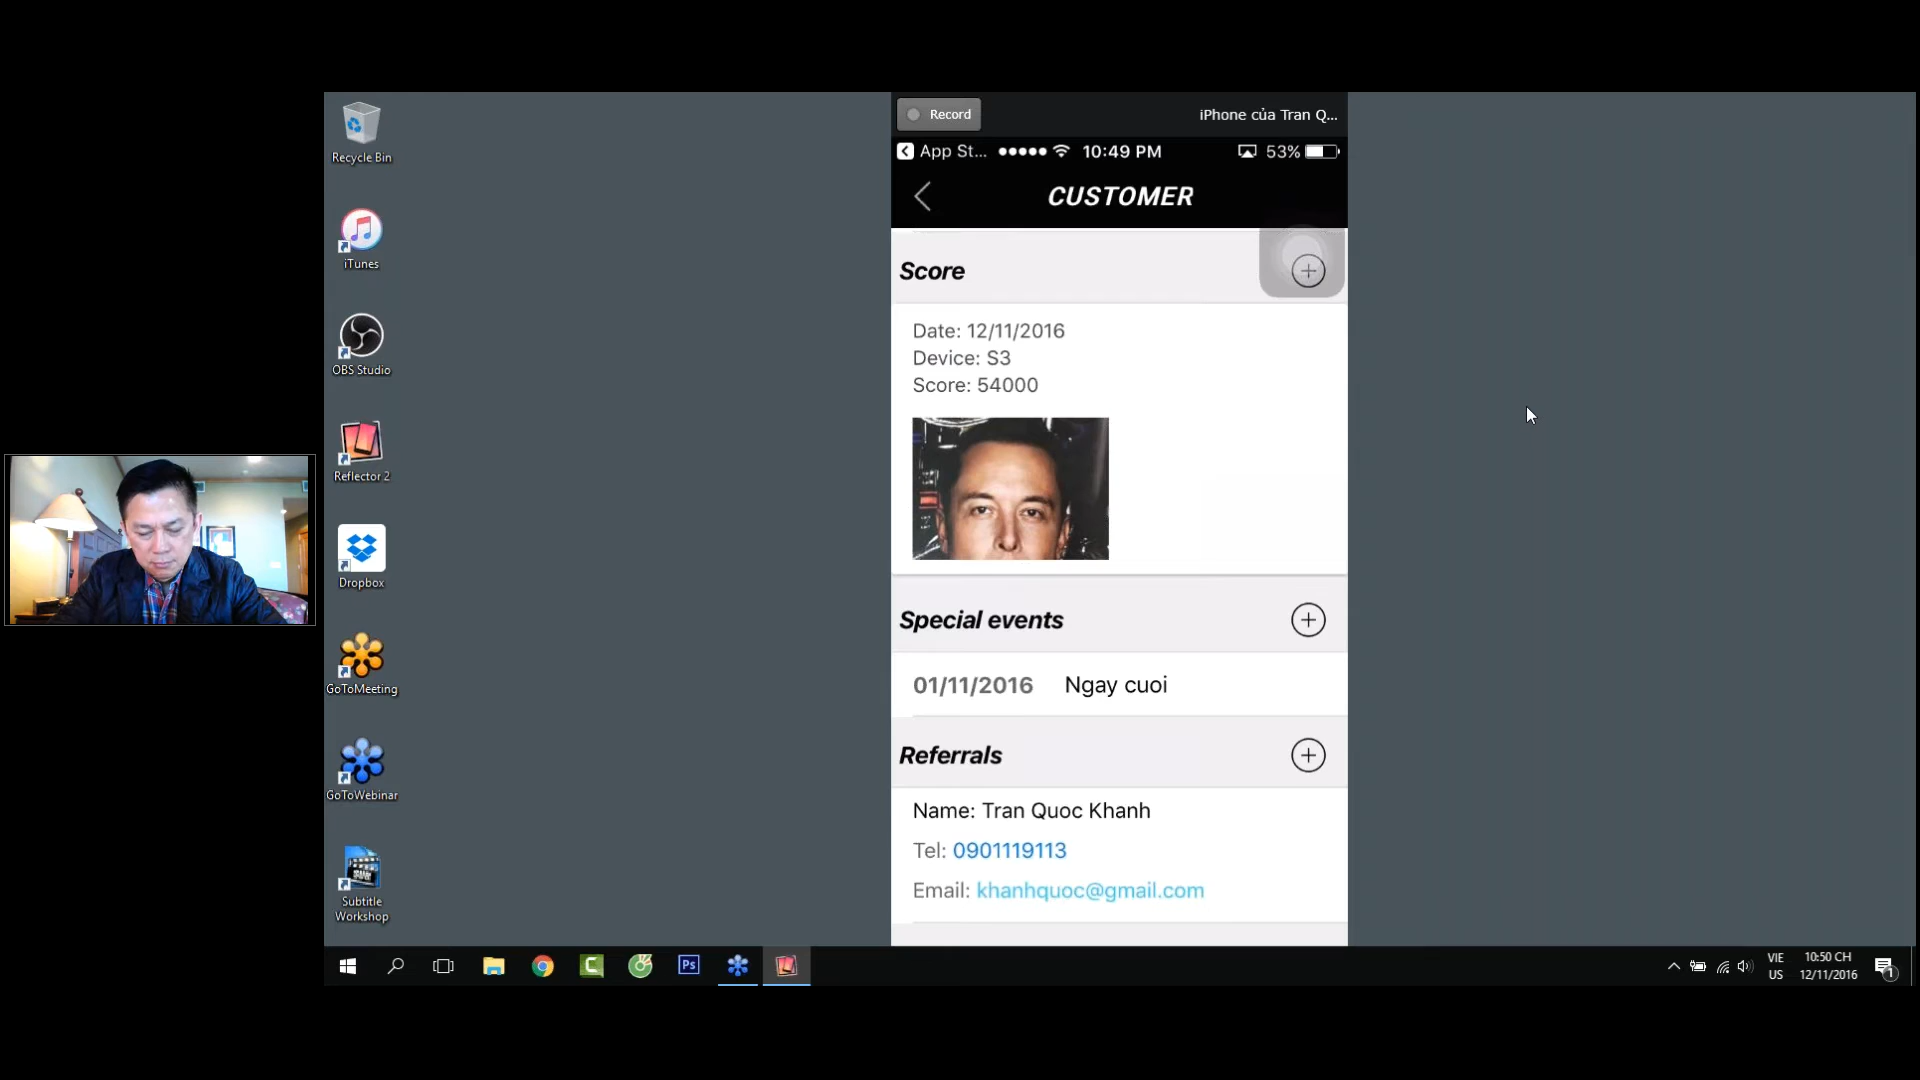 Recycle Bin
iTunes
OBS Studio
Reflector 2
Dropbox
GoToMeeting
GoToWebinar
Subtitle
Workshop
Record
iPhone của Tran Q...
App St...
10:49 PM
53%
CUSTOMER
Score
Date: 12/11/2016
Device: S3
Score: 54000
Special events
01/11/2016 Ngay cuoi
Referrals
Name: Tran Quoc Khanh
Tel: 0901119113
Email: khanhquoc@gmail.com
Ps
VIE
US
10:50 CH
12/11/2016
1